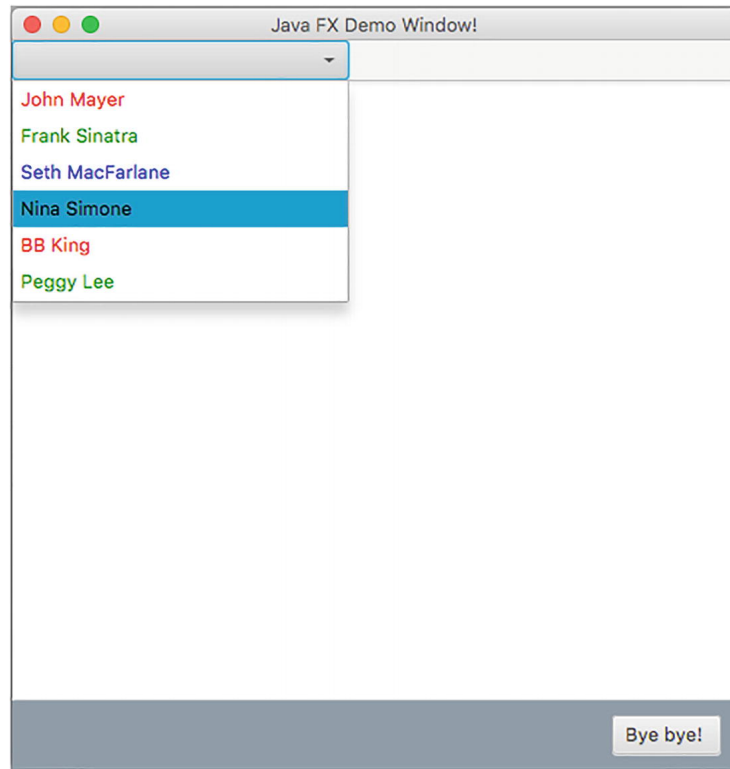 Java FX Demo Window!
John Mayer
Frank Sinatra
Seth MacFarlane
Nina Simone
BB King
Peggy Lee
Bye bye!